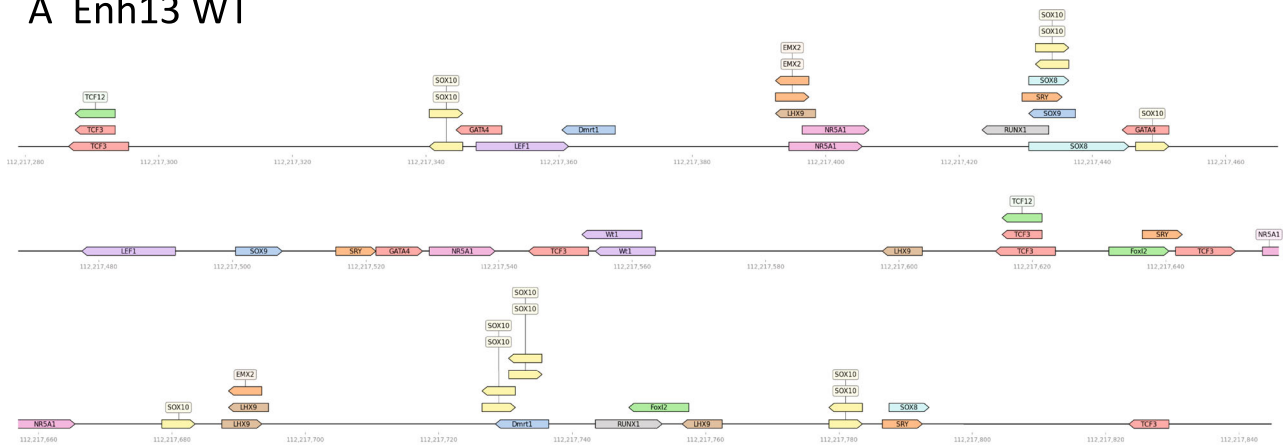 A Enh13 WT
SOX10
SOX10
EMX2
EMX2
SOX10
SOX10
SOX8
TCF12
SRY
LHX9
SOX9
SOX10
TCF3
GATA4
Dmrt1
NR5A1
RUNX1
GATA4
TCF3
LEF1
NR5A1
SOX8
112,217,280 112,217,300 112,217,320 112,217,340 112,217,360 112,217,380 112,217,400 112,217,420 112,217,440 112,217,460
TCF12
Wt1
TCF3
SRY
NR5A1
LEF1 SOX9 SRY GATA4 NR5A1 TCF3 Wt1 LHX9 TCF3 Foxl2 TCF3
112,217,480 112,217,500 112,217,520 112,217,540 112,217,560 112,217,580 112,217,600 112,217,620 112,217,640
SOX10
SOX10
SOX10
SOX10
EMX2
SOX10
SOX10
SOX10
LHX9
Foxl2
SOX8
NR5A1 LHX9 Dmrt1 RUNX1 LHX9 SRY TCF3
112,217,660 112,217,680 112,217,700 112,217,720 112,217,740 112,217,760 112,217,780 112,217,800 112,217,820 112,217,840